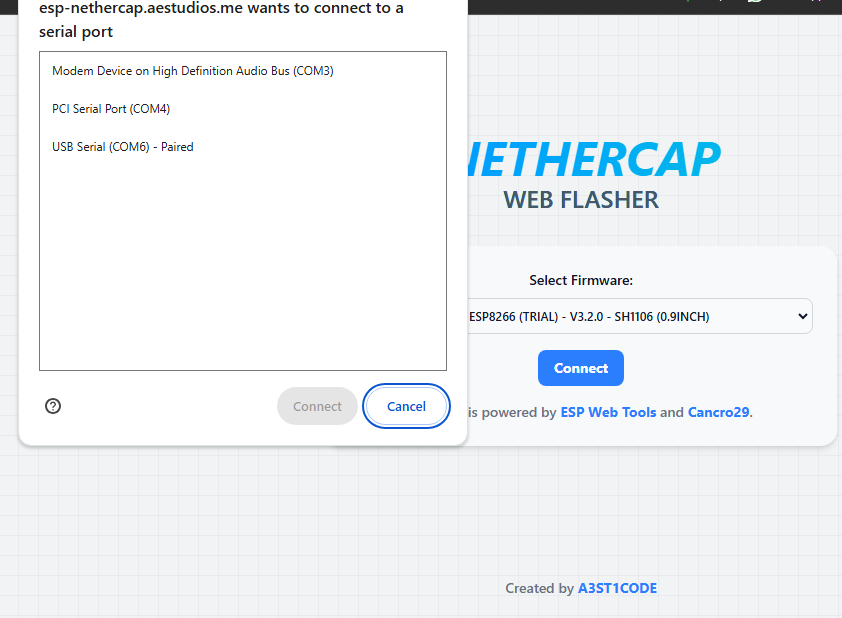 esp-nethercap.aestudios.me wants to connect to a
serial port
Modem Device on High Definition Audio Bus (COM3)
PCI Serial Port (COM4)
USB Serial (COM6) - Paired
Connect
Cancel
NETHERCAP
WEB FLASHER
Select Firmware:
ESP8266 (TRIAL) - V3.2.0 - SH1106 (0.9INCH)
Connect
is powered by ESP Web Tools and Cancro29.
Created by A3ST1CODE